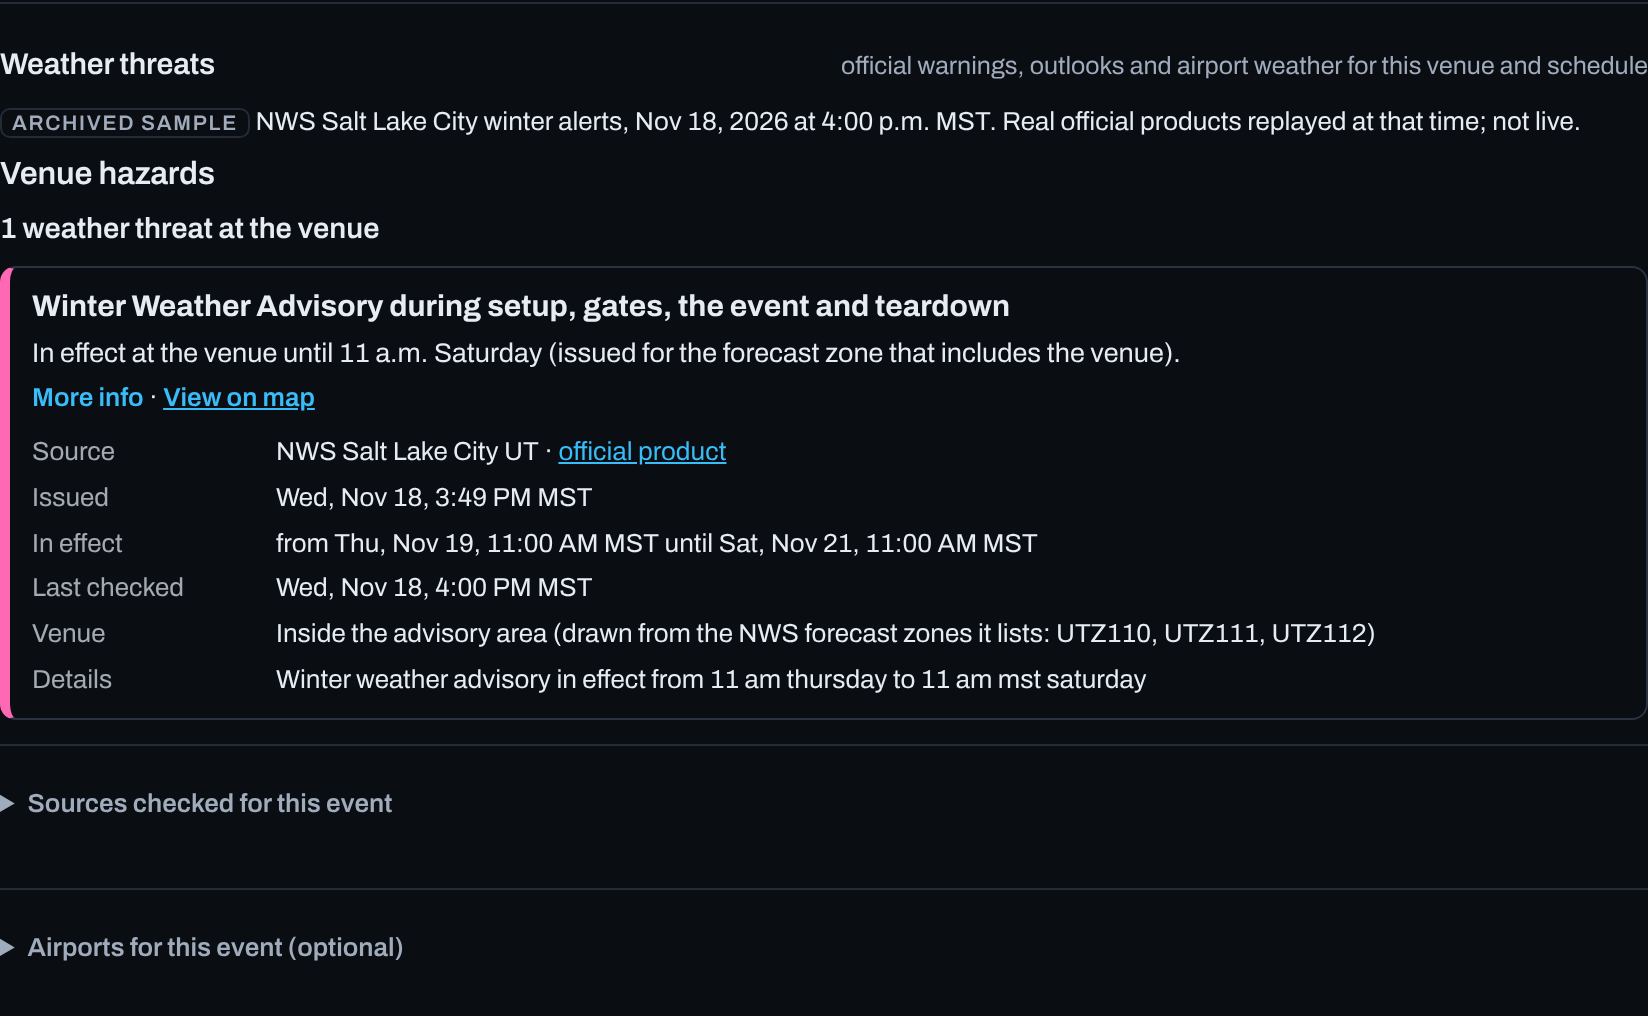 Weather threats
official warnings, outlooks and airport weather for this venue and schedule
ARCHIVED SAMPLE NWS Salt Lake City winter alerts, Nov 18, 2026 at 4:00 p.m. MST. Real official products replayed at that time; not live.
Venue hazards
1 weather threat at the venue
Winter Weather Advisory during setup, gates, the event and teardown
In effect at the venue until 11 a.m. Saturday (issued for the forecast zone that includes the venue).
More info · View on map
Source NWS Salt Lake City UT · official product
Issued Wed, Nov 18, 3:49 PM MST
In effect from Thu, Nov 19, 11:00 AM MST until Sat, Nov 21, 11:00 AM MST
Last checked Wed, Nov 18, 4:00 PM MST
Venue Inside the advisory area (drawn from the NWS forecast zones it lists: UTZ110, UTZ111, UTZ112)
Details Winter weather advisory in effect from 11 am thursday to 11 am mst saturday
Sources checked for this event
Airports for this event (optional)